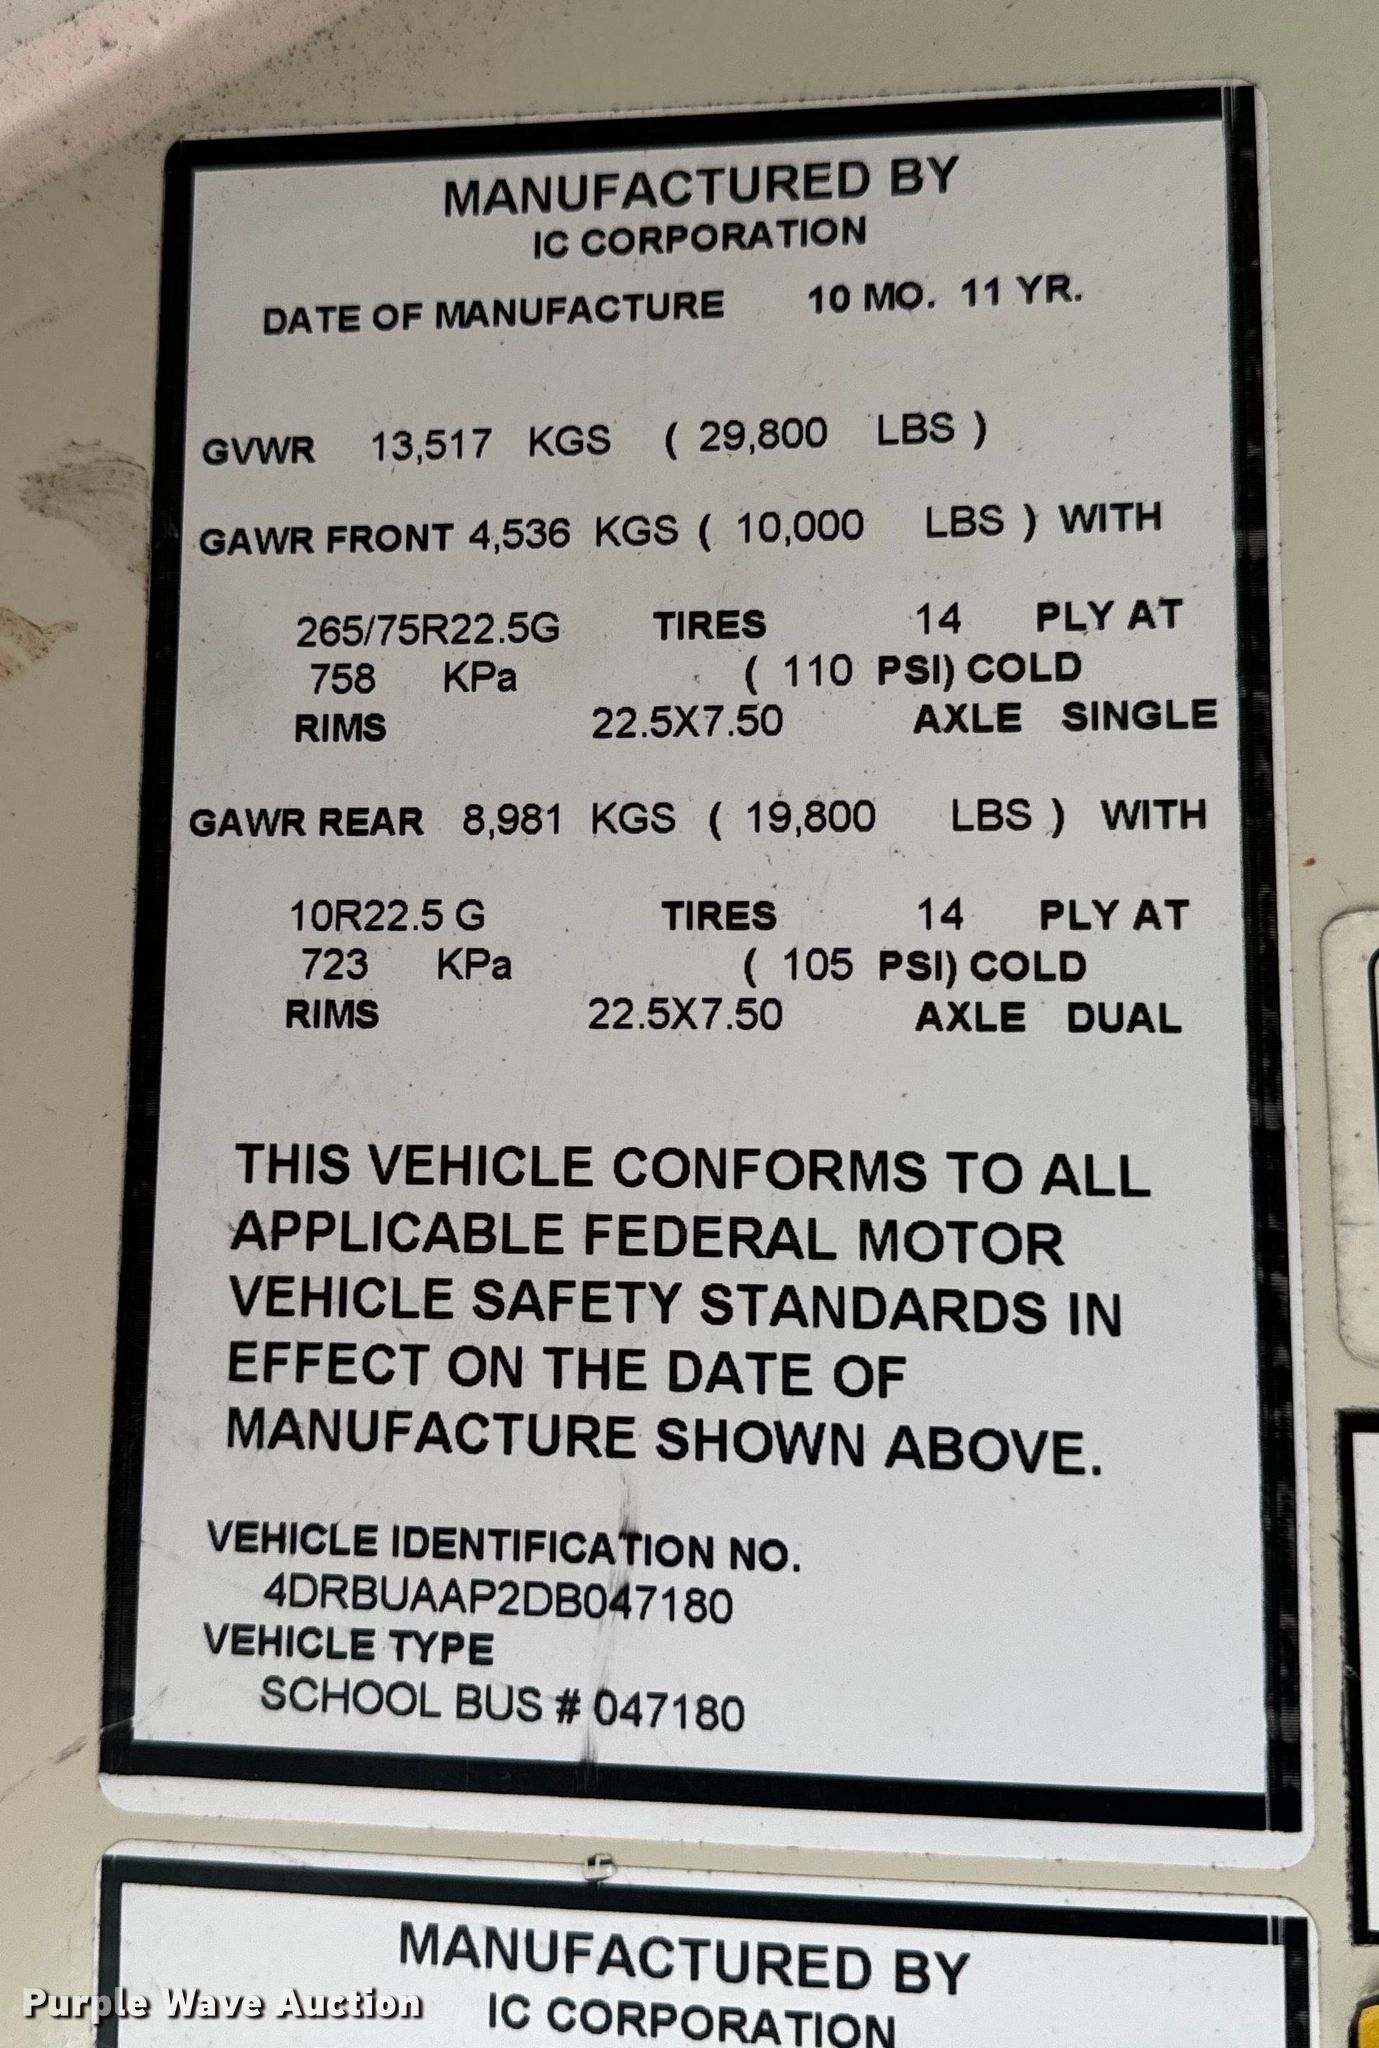 MANUFACTURED BY
IC CORPORATION
DATE OF MANUFACTURE 10 MO. 11 YR.
GVWR 13,517 KGS ( 29,800 LBS )
GAWR FRONT 4,536 KGS ( 10,000 LBS ) WITH
265/75R22.5G TIRES 14 PLY AT
758 KPa ( 110 PSI) COLD
RIMS 22.5X7.50 AXLE SINGLE
GAWR REAR 8,981 KGS ( 19,800 LBS ) WITH
10R22.5 G TIRES 14 PLY AT
723 KPa ( 105 PSI) COLD
RIMS 22.5X7.50 AXLE DUAL
THIS VEHICLE CONFORMS TO ALL
APPLICABLE FEDERAL MOTOR
VEHICLE SAFETY STANDARDS IN
EFFECT ON THE DATE OF
MANUFACTURE SHOWN ABOVE.
VEHICLE IDENTIFICATION NO.
4DRBUAAP2DB047180
VEHICLE TYPE
SCHOOL BUS # 047180
MANUFACTURED BY
IC CORPORATION
Purple Wave Auction